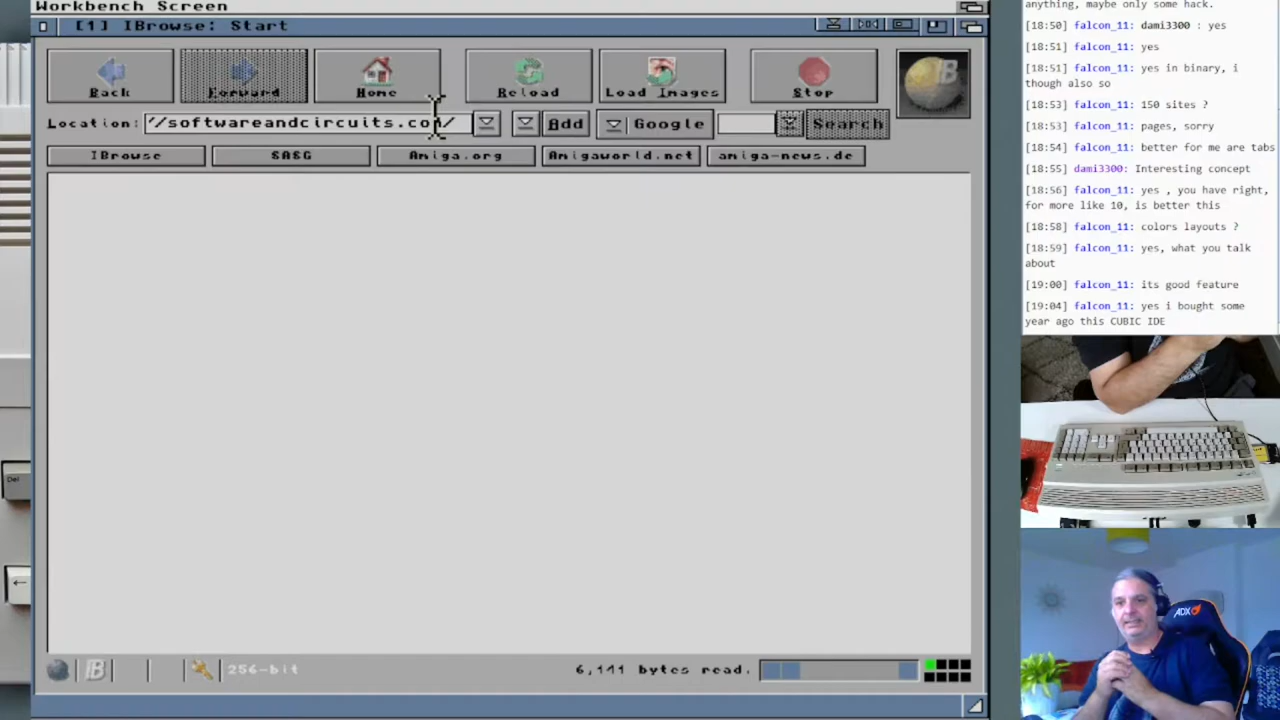 Workbench Screen
[1] IBrowse: Start
Back
Forward
Home
Reload
Load Images
Stop
Location:
//softwareandcircuits.com/
Add
Google
Search
IBrowse
SASG
Amiga.org
Amigaworld.net
amiga-news.de
256-bit
6,141 bytes read.
anything, maybe only some hack.
[18:50] falcon_11: dami3300 : yes
[18:51] falcon_11: yes
[18:51] falcon_11: yes in binary, i
though also so
[18:53] falcon_11: 150 sites ?
[18:53] falcon_11: pages, sorry
[18:54] falcon_11: better for me are tabs
[18:55] dami3300: Interesting concept
[18:56] falcon_11: yes , you have right,
for more like 10, is better this
[18:58] falcon_11: colors layouts ?
[18:59] falcon_11: yes, what you talk
about
[19:00] falcon_11: its good feature
[19:04] falcon_11: yes i bought some
year ago this CUBIC IDE
Del
ADX